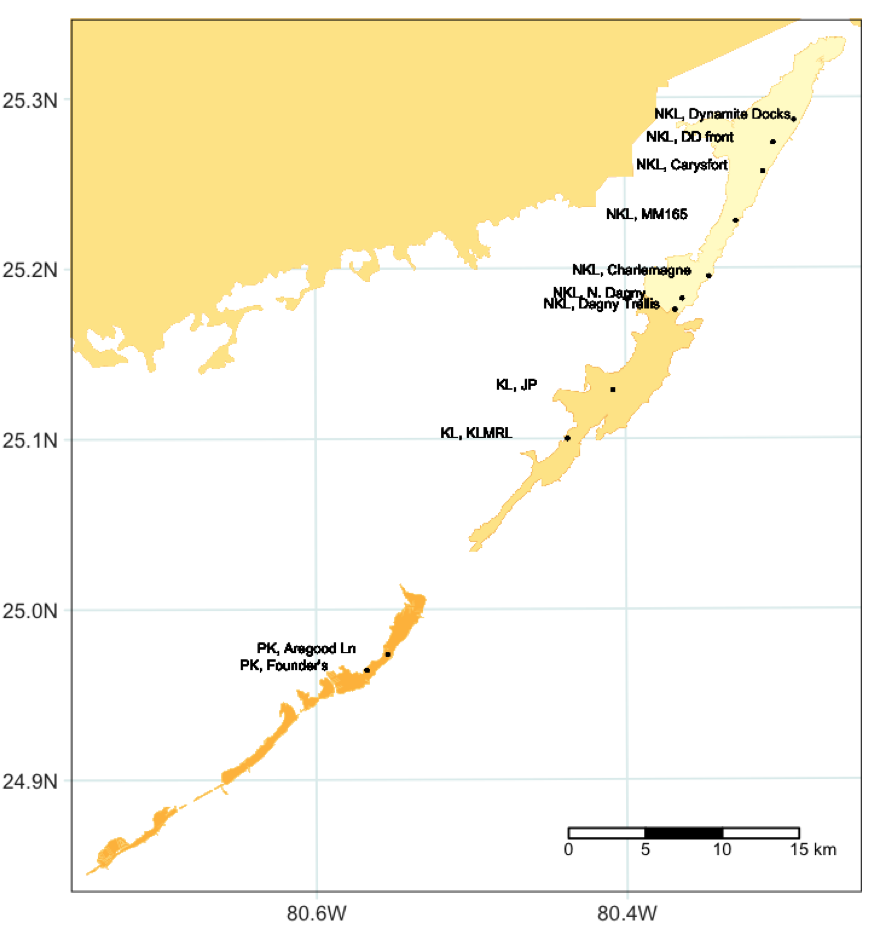 25.3N
NKL, Dynamite Docks
NKL, DD front
NKL, Carysfort
NKL, MM165
25.2N
NKL, Charlemagne
NKL, N. Dagny
NKL, Dagny Trellis
KL, JP
25.1N
KL, KLMRL
25.0N
PK, Aregood Ln
PK, Founder's
24.9N
0 5 10 15 km
80.6W 80.4W